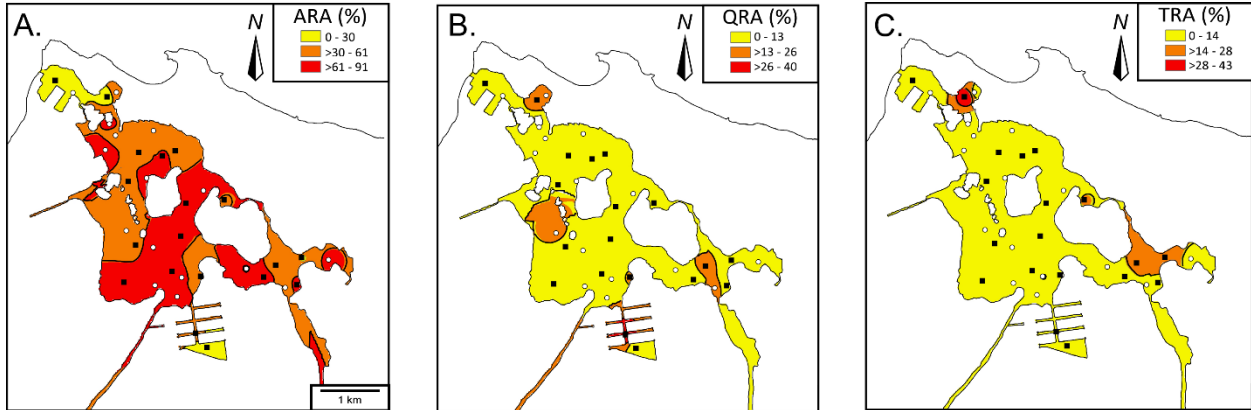 A.
N
ARA (%)
0 - 30
>30 - 61
>61 - 91
1 km
B.
N
QRA (%)
0 - 13
>13 - 26
>26 - 40
C.
N
TRA (%)
0 - 14
>14 - 28
>28 - 43